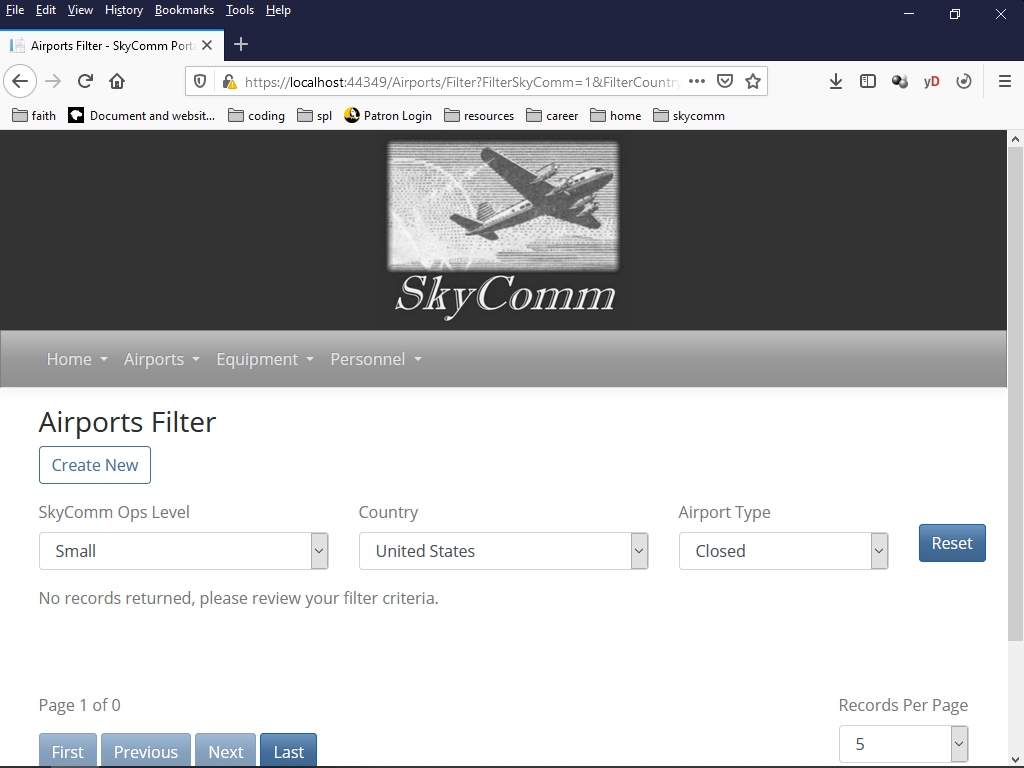 File Edit View History Bookmarks Tools Help
Airports Filter - SkyComm Port
https://localhost:44349/Airports/Filter?FilterSkyComm=1&FilterCountry
yD
faith Document and websit... coding spl Patron Login resources career home skycomm
SkyComm
Home Airports Equipment Personnel
Airports Filter
Create New
SkyComm Ops Level Country Airport Type
Small United States Closed Reset
No records returned, please review your filter criteria.
Page 1 of 0 Records Per Page
First Previous Next Last 5